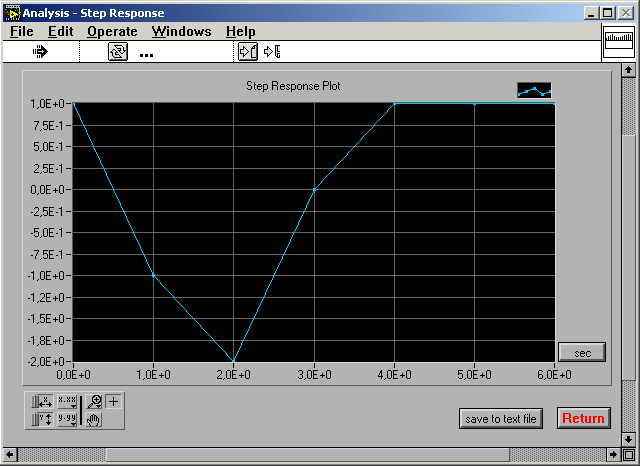 Analysis - Step Response
File Edit Operate Windows Help
...
Step Response Plot
1,0E+0
7,5E-1
5,0E-1
2,5E-1
0,0E+0
-2,5E-1
-5,0E-1
-7,5E-1
-1,0E+0
-1,2E+0
-1,5E+0
-1,8E+0
-2,0E+0
0,0E+0 1,0E+0 2,0E+0 3,0E+0 4,0E+0 5,0E+0 6,0E+0
sec
X x.xx
Y y.yy
save to text file
Return